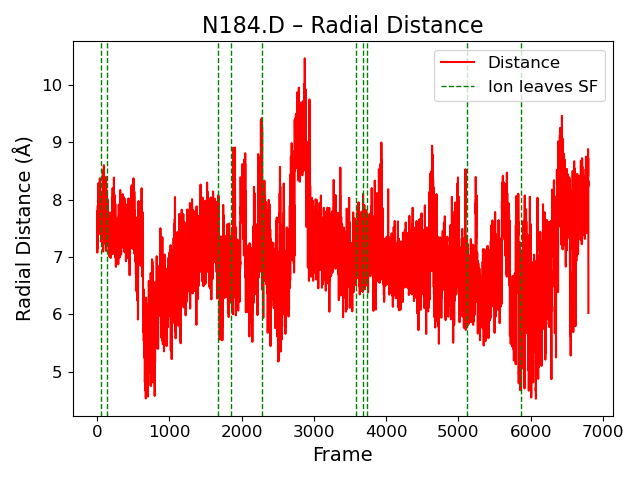 N184.D – Radial Distance
Distance
Ion leaves SF
Radial Distance (Å)
10
9
8
7
6
5
0
1000
2000
3000
4000
5000
6000
7000
Frame